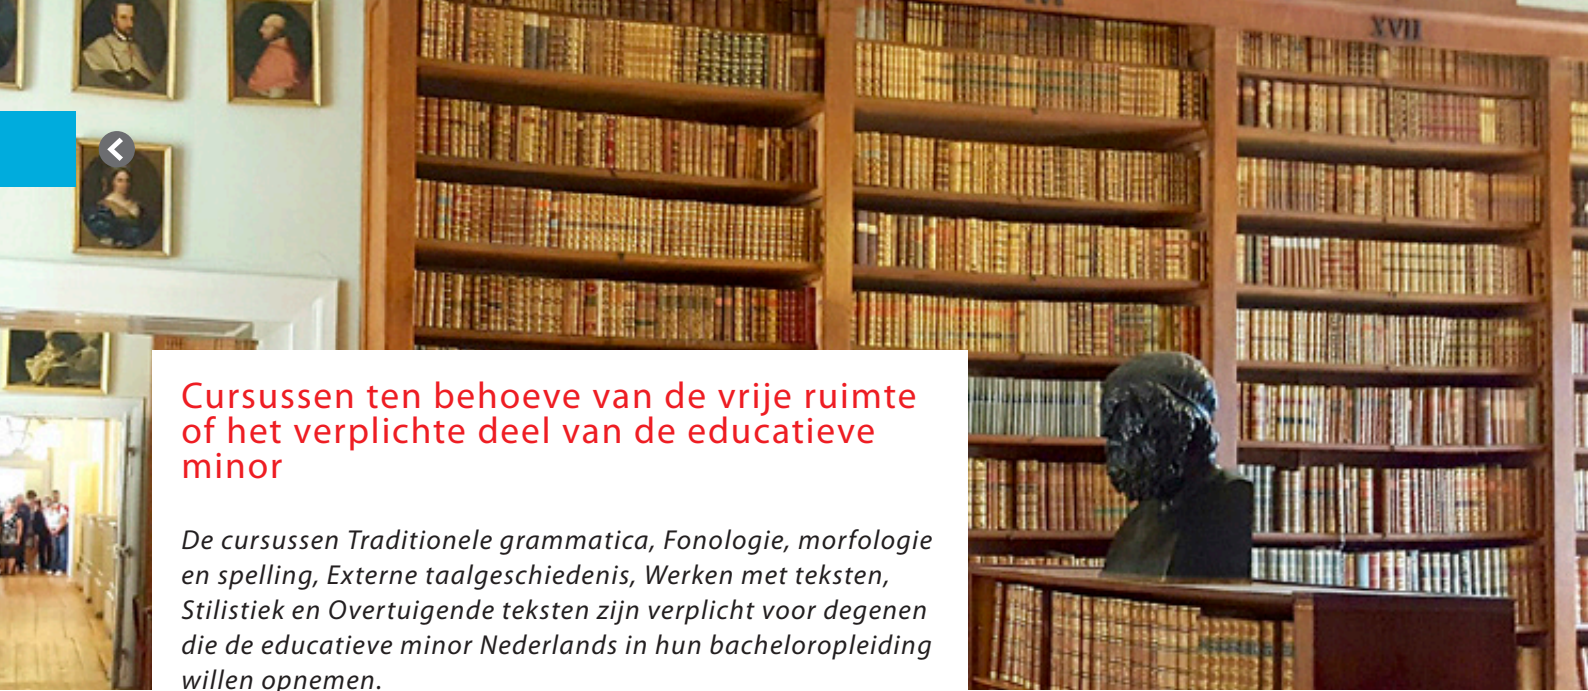 XVII
Cursussen ten behoeve van de vrije ruimte
of het verplichte deel van de educatieve
minor
De cursussen Traditionele grammatica, Fonologie, morfologie
en spelling, Externe taalgeschiedenis, Werken met teksten,
Stilistiek en Overtuigende teksten zijn verplicht voor degenen
die de educatieve minor Nederlands in hun bacheloropleiding
willen opnemen.